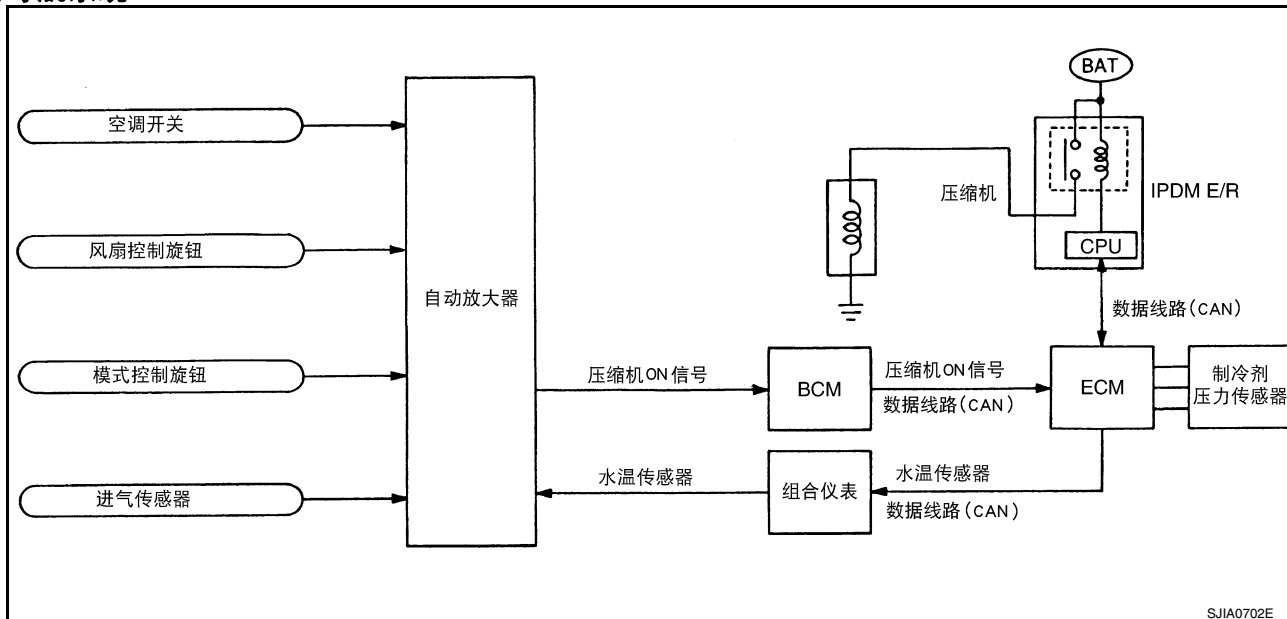 BAT
空调开关
压缩机
IPDM E/R
风扇控制旋钮
CPU
自动放大器
数据线路(CAN)
模式控制旋钮
压缩机ON信号
BCM
压缩机ON信号
数据线路(CAN)
ECM
制冷剂
压力传感器
进气传感器
水温传感器
组合仪表
水温传感器
数据线路(CAN)
SJIA0702E